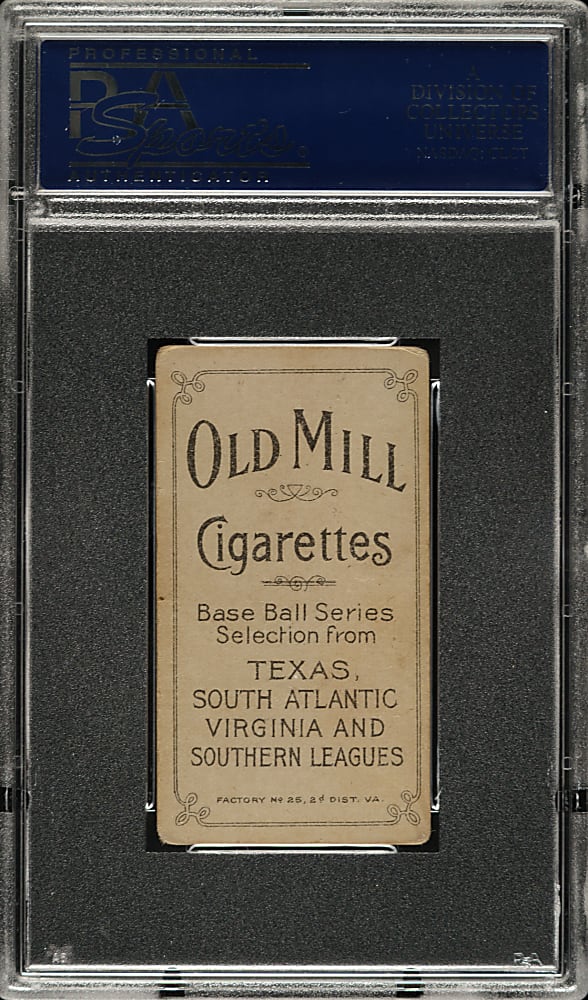 PROFESSIONAL
PSA
Sports
AUTHENTICATOR
A
DIVISION OF
COLLECTORS
UNIVERSE
NASDAQ: CLCT
OLD MILL
Cigarettes
Base Ball Series
Selection from
TEXAS,
SOUTH ATLANTIC
VIRGINIA AND
SOUTHERN LEAGUES
FACTORY Nº 25, 2ᵈ DIST. VA.
PSA